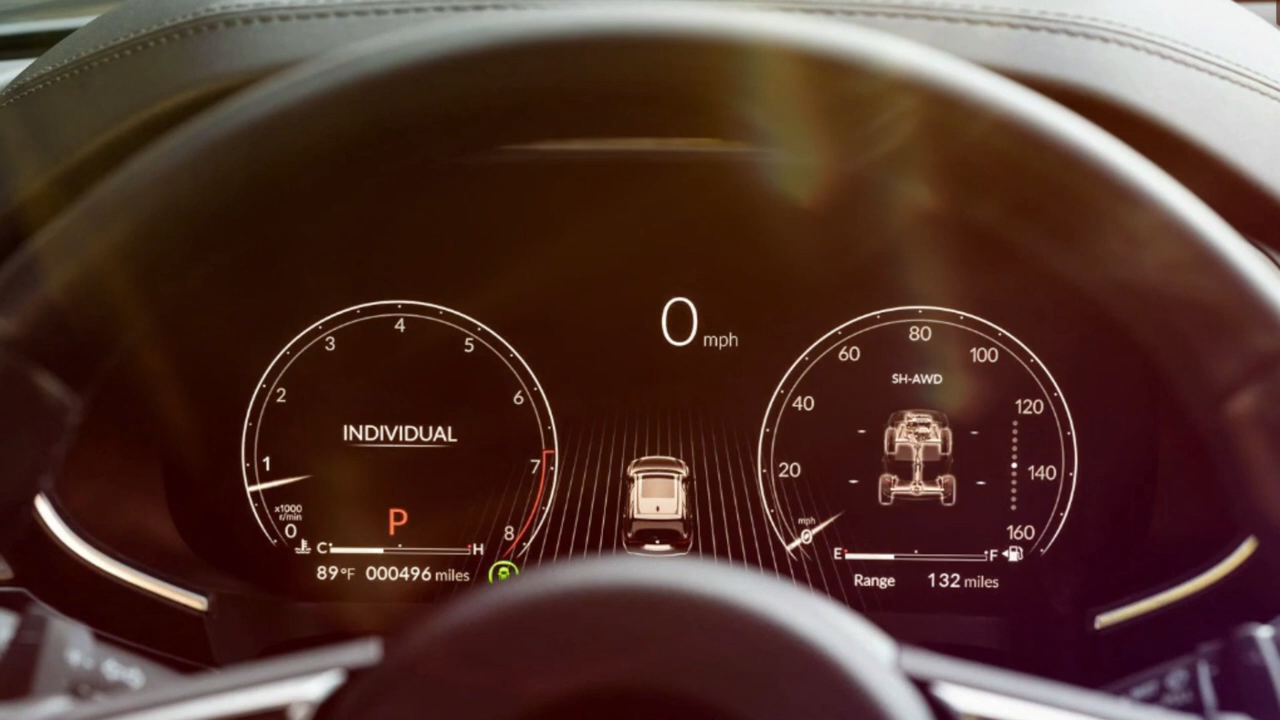 0 mph
4
3
5
2
6
1
7
x1000
r/min
0
8
INDIVIDUAL
P
C H
89°F 000496 miles
80
60
100
SH-AWD
40
120
20
140
mph
0
160
E F
Range 132 miles